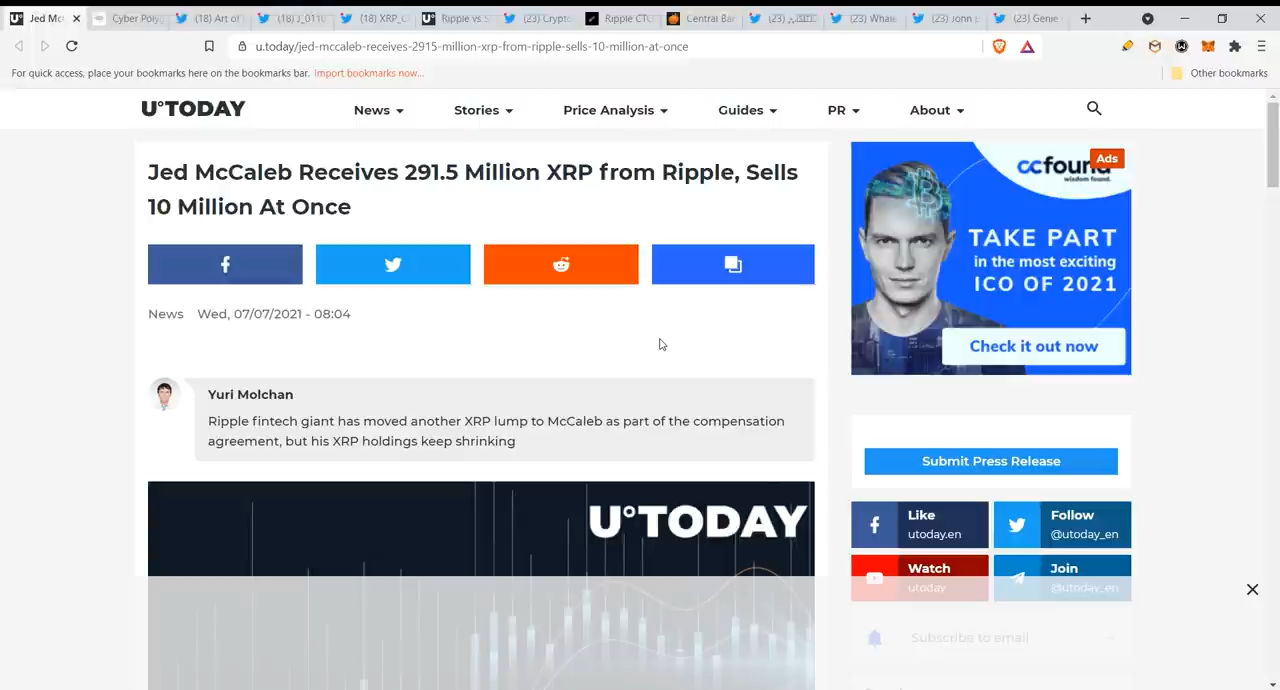 Jed Mc
Cyber Poly
(18) Art of
(18) J_011
(18) XRP_C
Ripple vs S
(23) Crypto
Ripple CTO
Central Ban
(23)
(23) Whale
(23) John E
(23) Genie
u.today/jed-mccaleb-receives-2915-million-xrp-from-ripple-sells-10-million-at-once
For quick access, place your bookmarks here on the bookmarks bar. Import bookmarks now...
Other bookmarks
U°TODAY
News
Stories
Price Analysis
Guides
PR
About
Jed McCaleb Receives 291.5 Million XRP from Ripple, Sells
10 Million At Once
News Wed, 07/07/2021 - 08:04
Yuri Molchan
Ripple fintech giant has moved another XRP lump to McCaleb as part of the compensation
agreement, but his XRP holdings keep shrinking
U°TODAY
Ads
ccfound
wisdom found.
TAKE PART
in the most exciting
ICO OF 2021
Check it out now
Submit Press Release
Like
utoday.en
Follow
@utoday_en
Watch
utoday
Join
@utoday_en
Subscribe to email